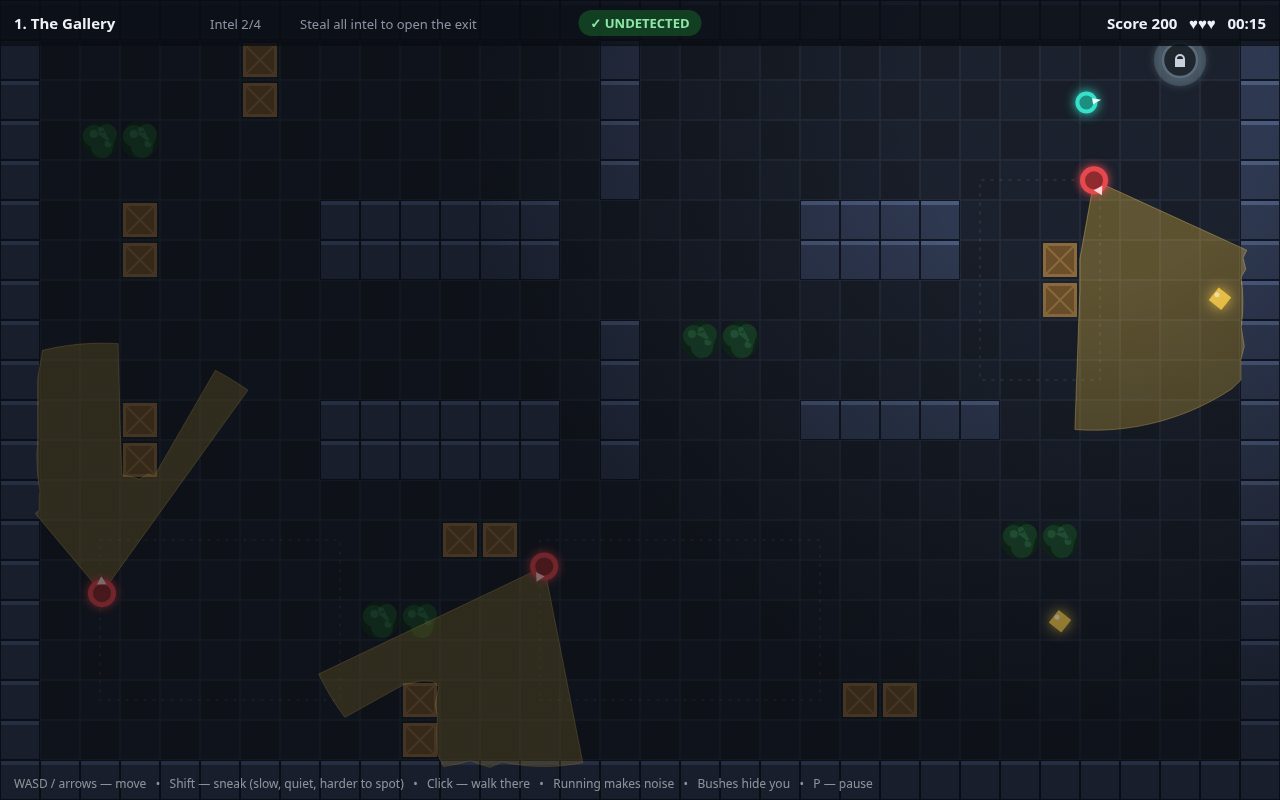 1. The Gallery Intel 2/4 Steal all intel to open the exit ✓ UNDETECTED Score 200 ♥♥♥ 00:15
WASD / arrows — move • Shift — sneak (slow, quiet, harder to spot) • Click — walk there • Running makes noise • Bushes hide you • P — pause